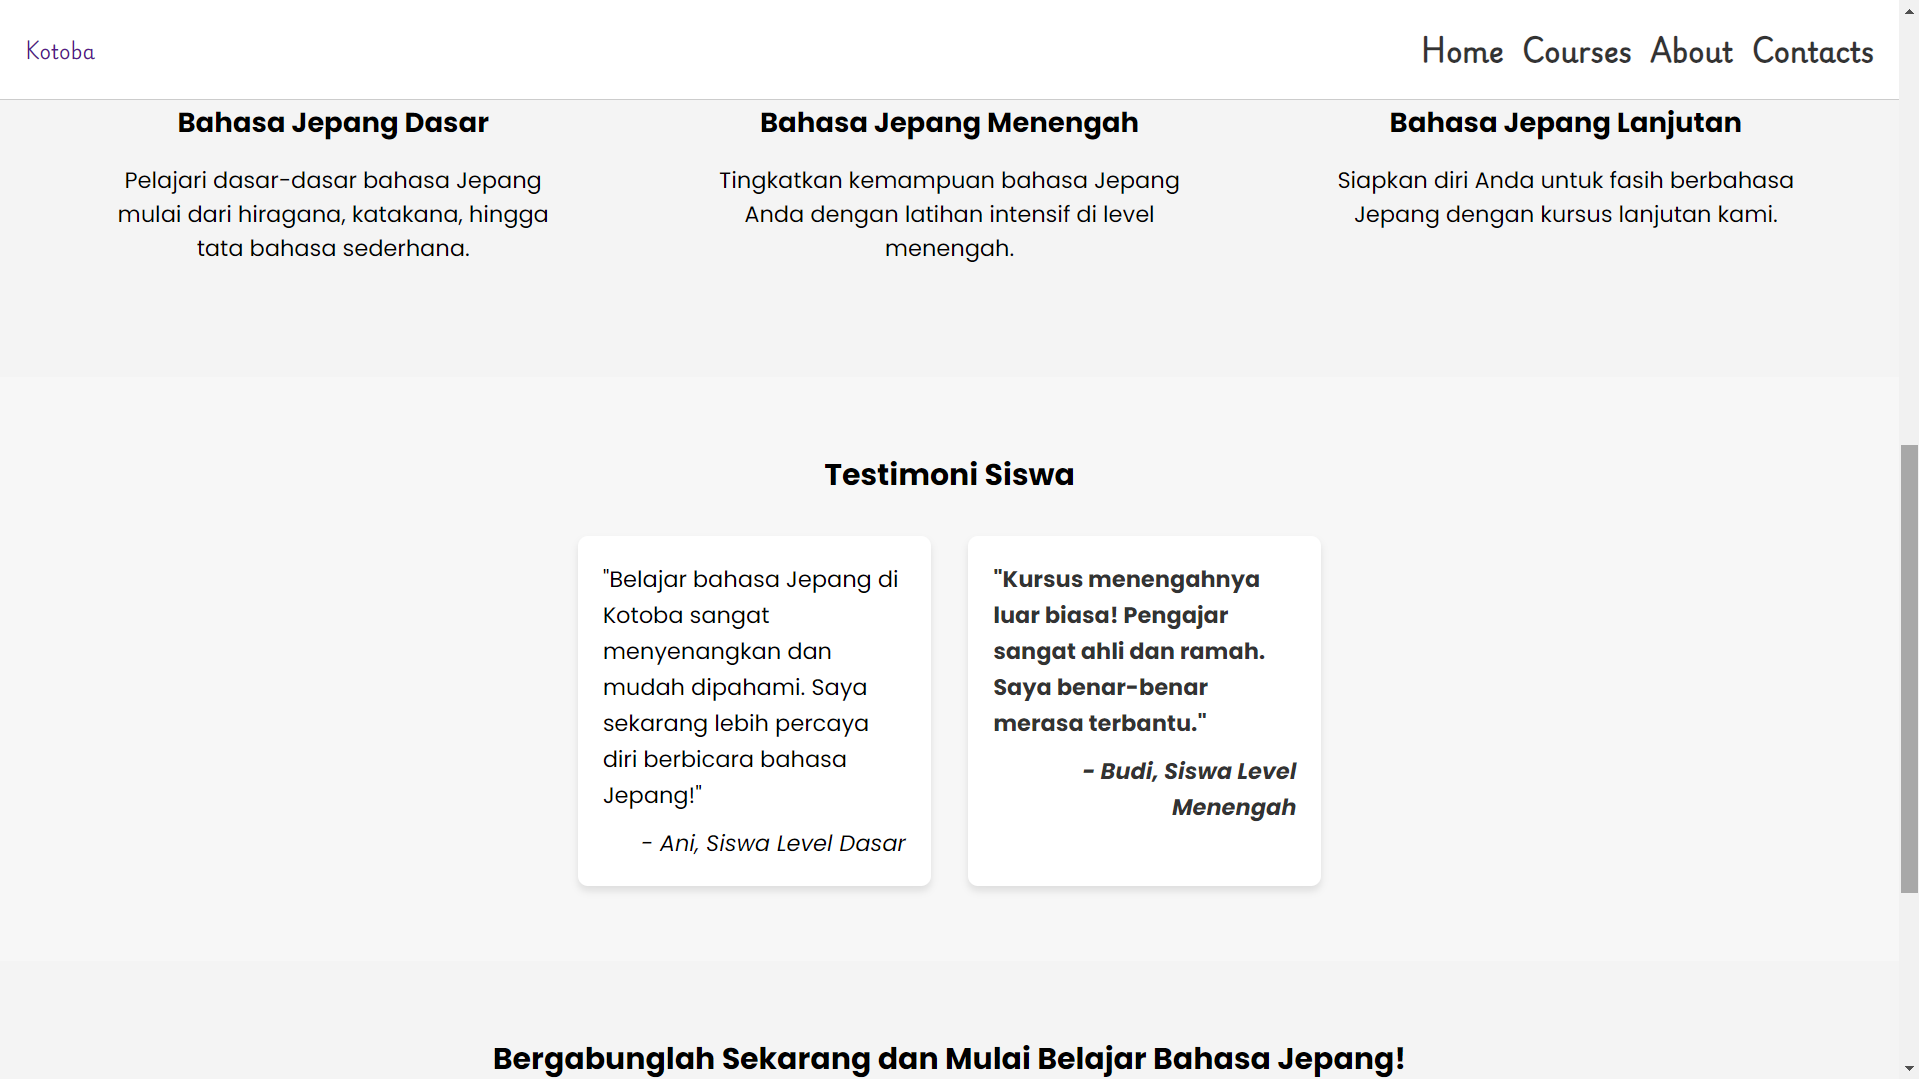 Kotoba
Home Courses About Contacts
Bahasa Jepang Dasar
Pelajari dasar-dasar bahasa Jepang
mulai dari hiragana, katakana, hingga
tata bahasa sederhana.
Bahasa Jepang Menengah
Tingkatkan kemampuan bahasa Jepang
Anda dengan latihan intensif di level
menengah.
Bahasa Jepang Lanjutan
Siapkan diri Anda untuk fasih berbahasa
Jepang dengan kursus lanjutan kami.
Testimoni Siswa
"Belajar bahasa Jepang di
Kotoba sangat
menyenangkan dan
mudah dipahami. Saya
sekarang lebih percaya
diri berbicara bahasa
Jepang!"
- Ani, Siswa Level Dasar
"Kursus menengahnya
luar biasa! Pengajar
sangat ahli dan ramah.
Saya benar-benar
merasa terbantu."
- Budi, Siswa Level
Menengah
Bergabunglah Sekarang dan Mulai Belajar Bahasa Jepang!